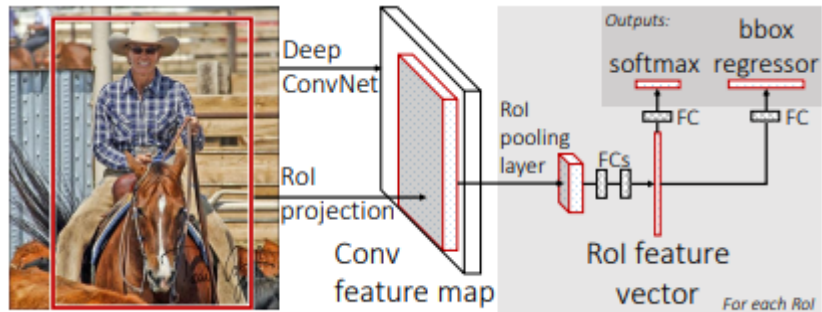 Deep
ConvNet
RoI
projection
Conv
feature map
RoI
pooling
layer
FCs
RoI feature
vector
Outputs:
softmax
bbox
regressor
FC
FC
For each RoI